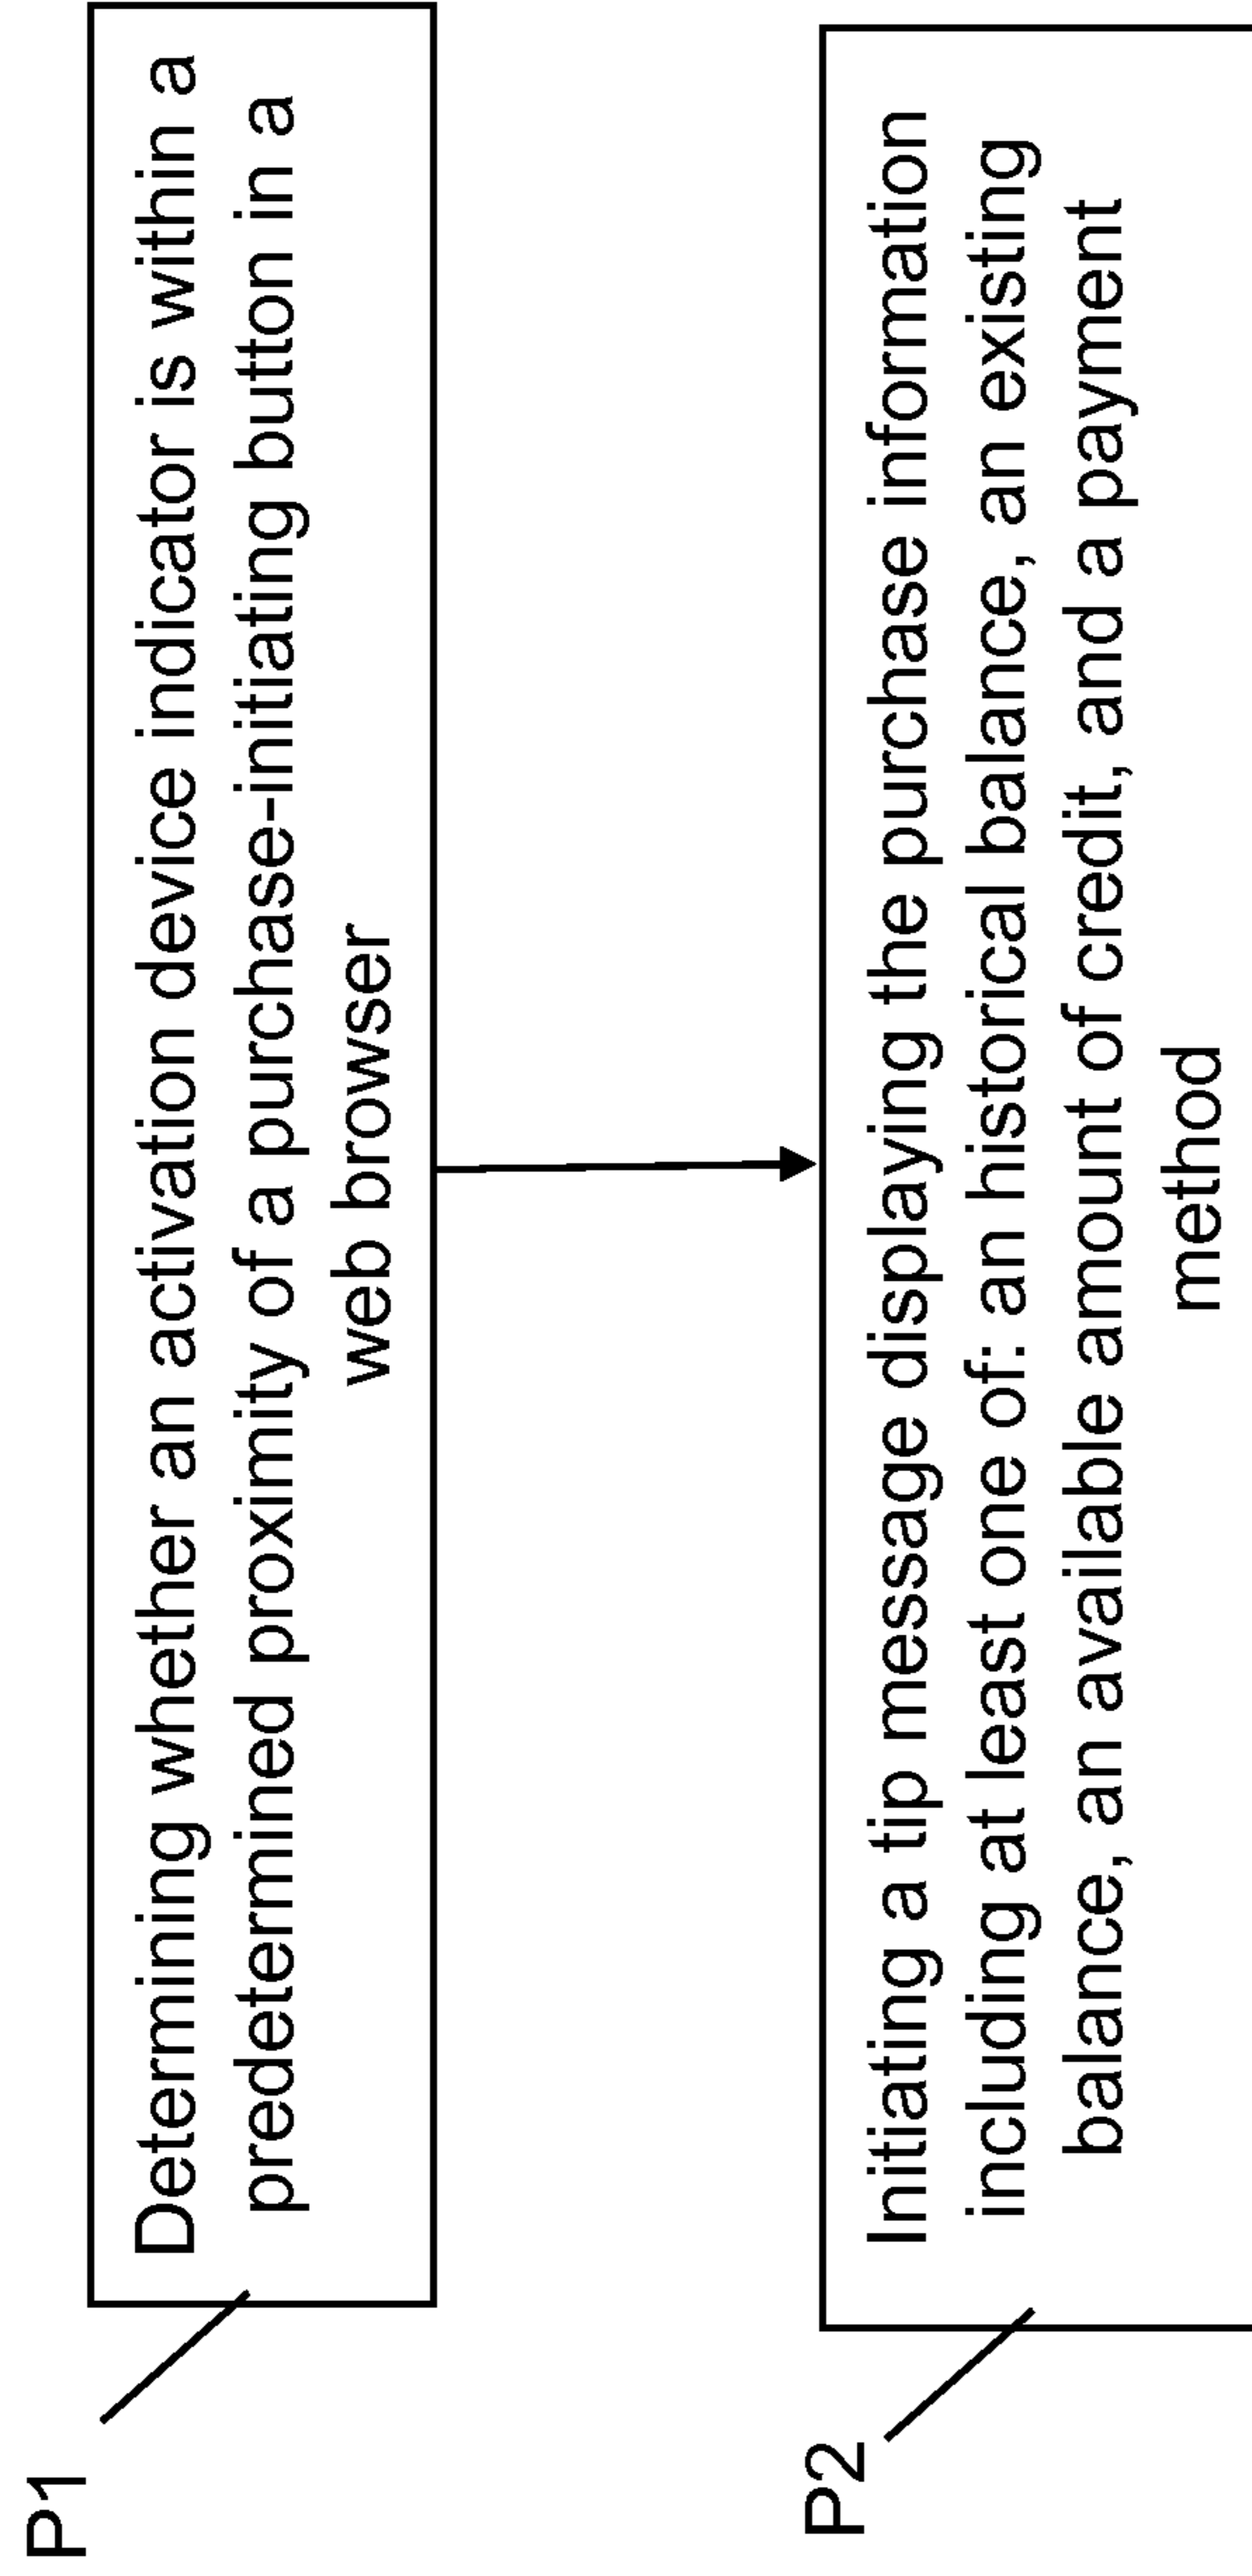 P1
Determining whether an activation device indicator is within a
predetermined proximity of a purchase-initiating button in a
web browser
P2
Initiating a tip message displaying the purchase information
including at least one of: an historical balance, an existing
balance, an available amount of credit, and a payment
method